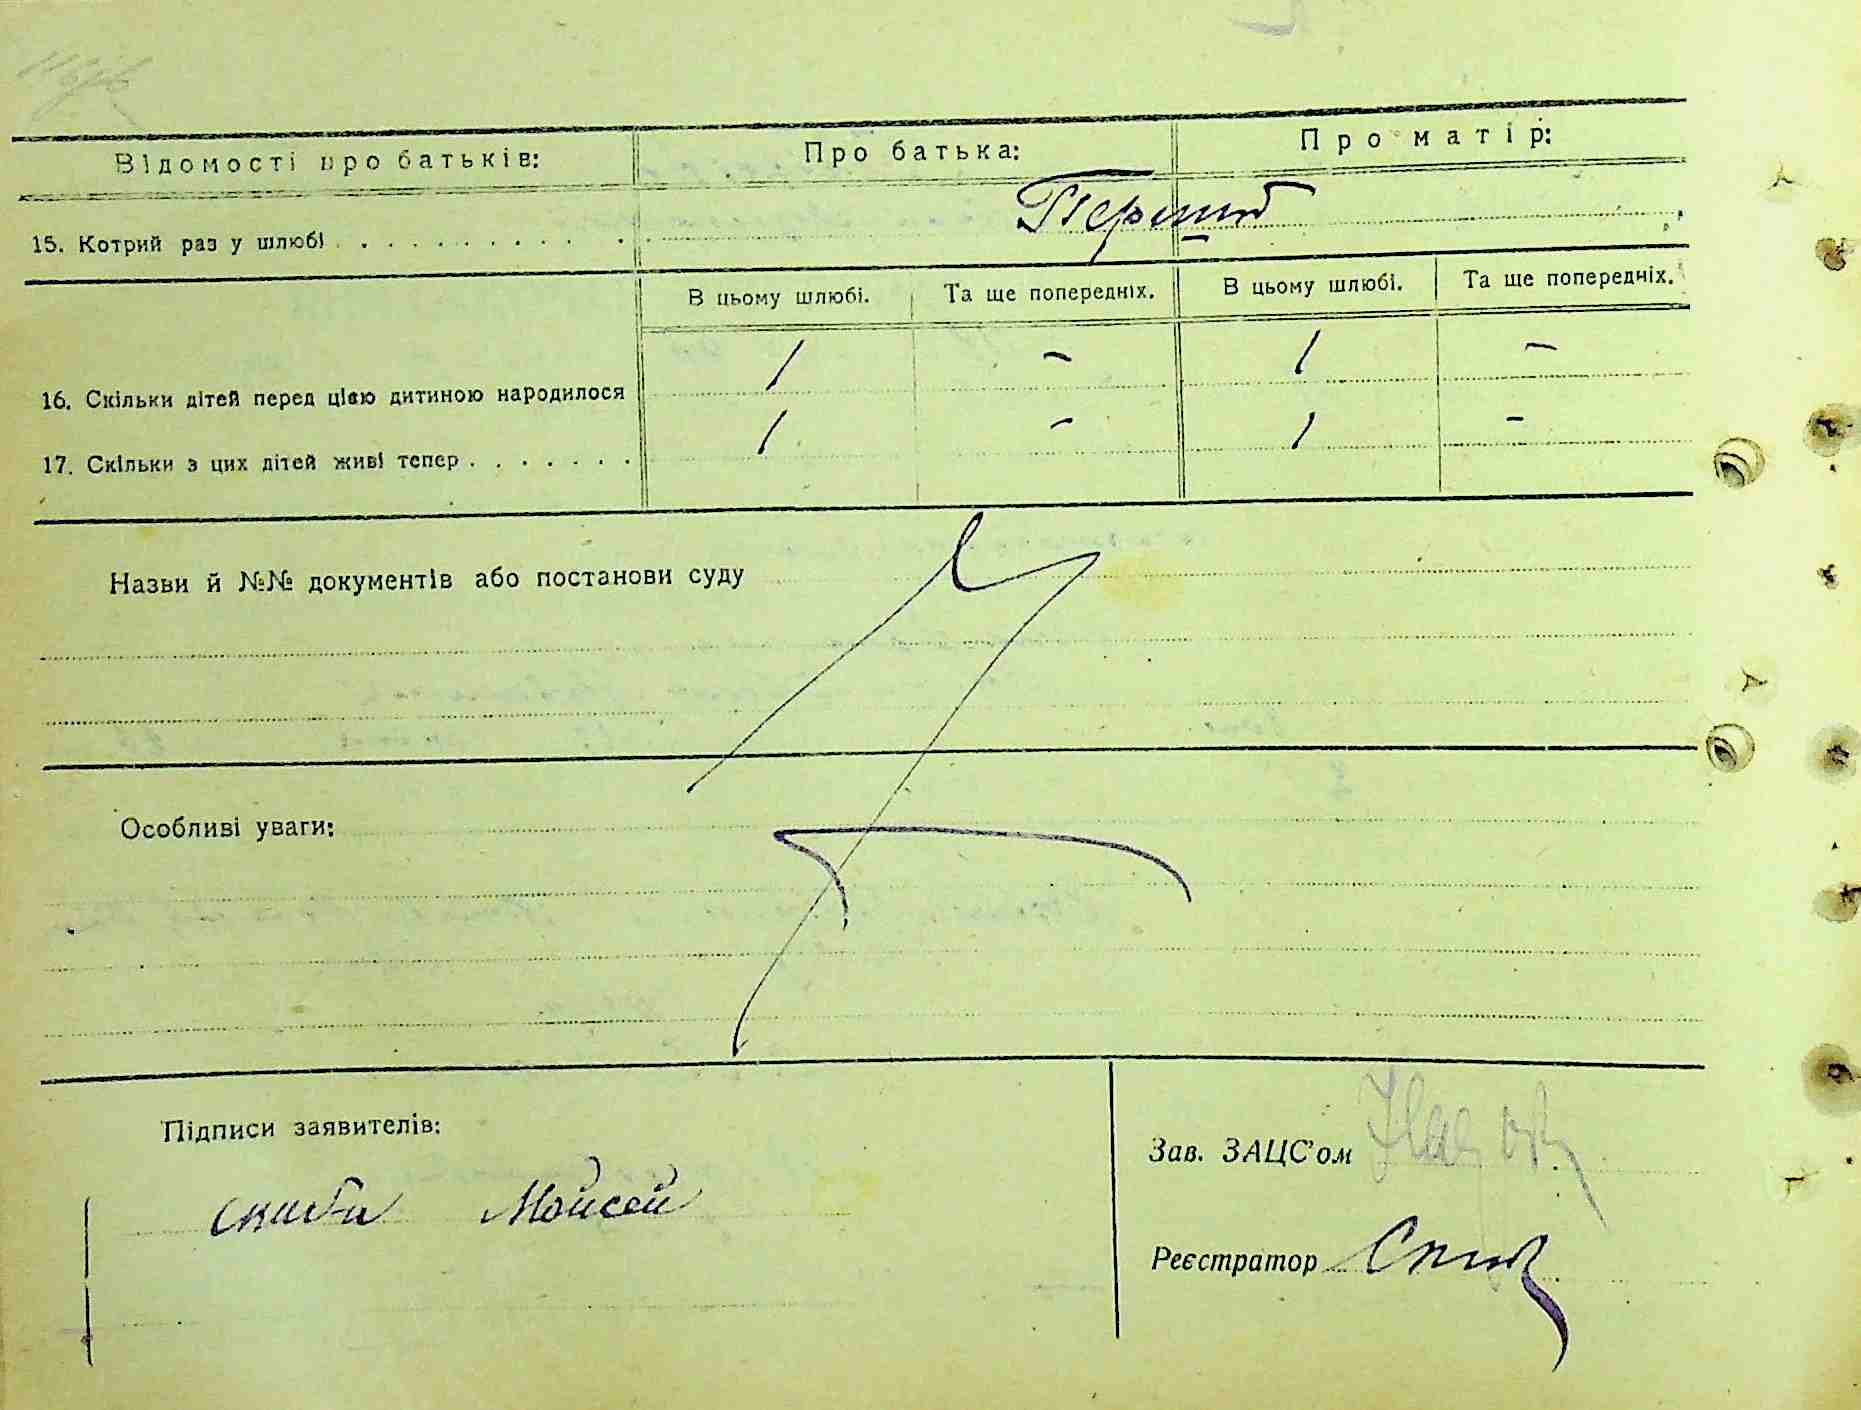 Відомості про батьків: Про батька: Про матір:
15. Котрий раз у шлюбі . . . . . . . . . . . . Перший
В цьому шлюбі. Та ще попередніх. В цьому шлюбі. Та ще попередніх.
16. Скільки дітей перед цією дитиною народилося 1 – 1 –
17. Скільки з цих дітей живі тепер . . . . . . . 1 – 1 –
Назви й №№ документів або постанови суду
Особливі уваги:
Підписи заявителів:
Зав. ЗАЦС'ом
Скиба Мойсей
Реєстратор